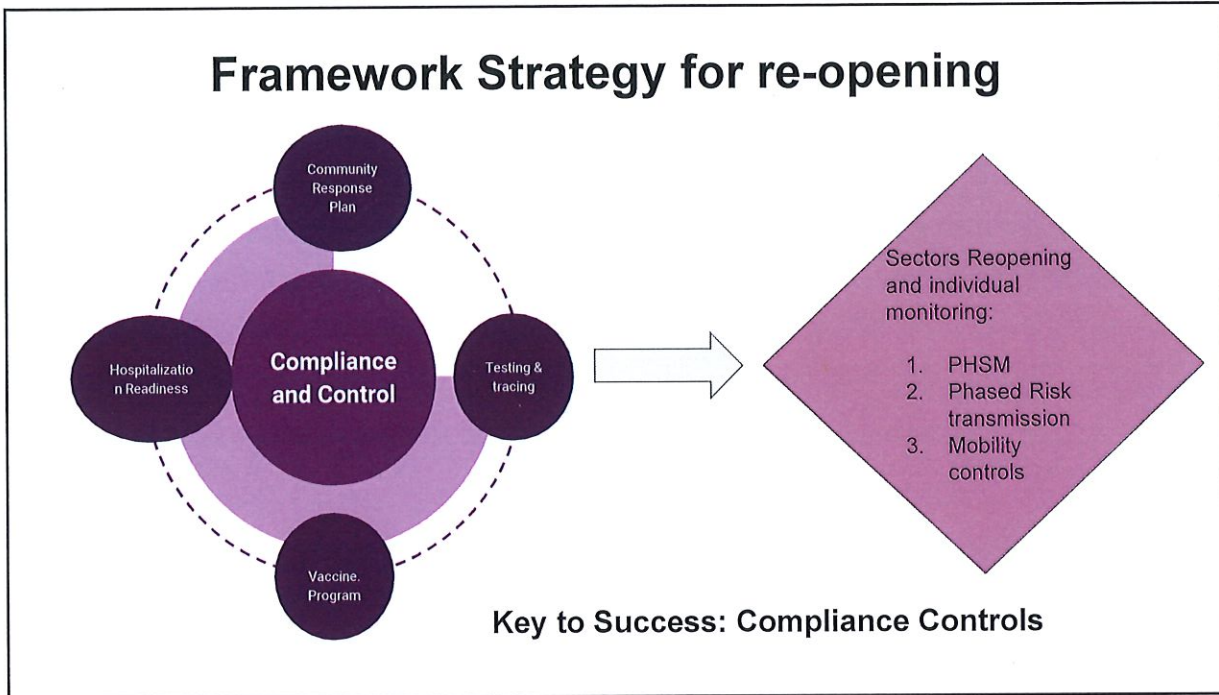 Framework Strategy for re-opening
Community
Response
Plan
Hospitalizatio
n Readiness
Compliance
and Control
Testing &
tracing
Vaccine.
Program
Sectors Reopening
and individual
monitoring:
1. PHSM
2. Phased Risk
transmission
3. Mobility
controls
Key to Success: Compliance Controls